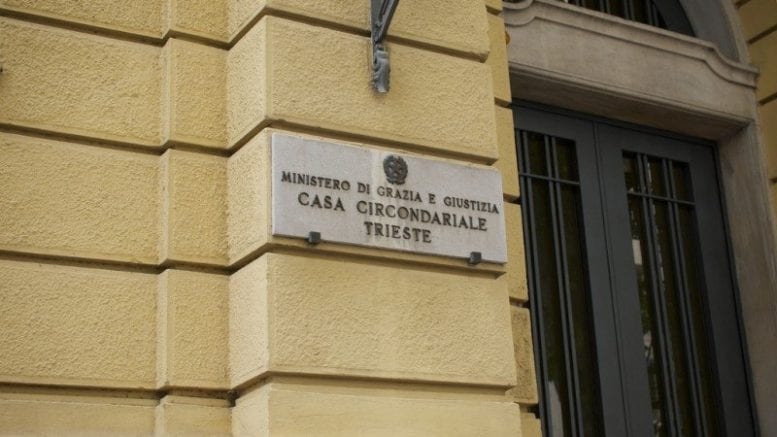 MINISTERO DI GRAZIA E GIUSTIZIA
CASA CIRCONDARIALE
TRIESTE